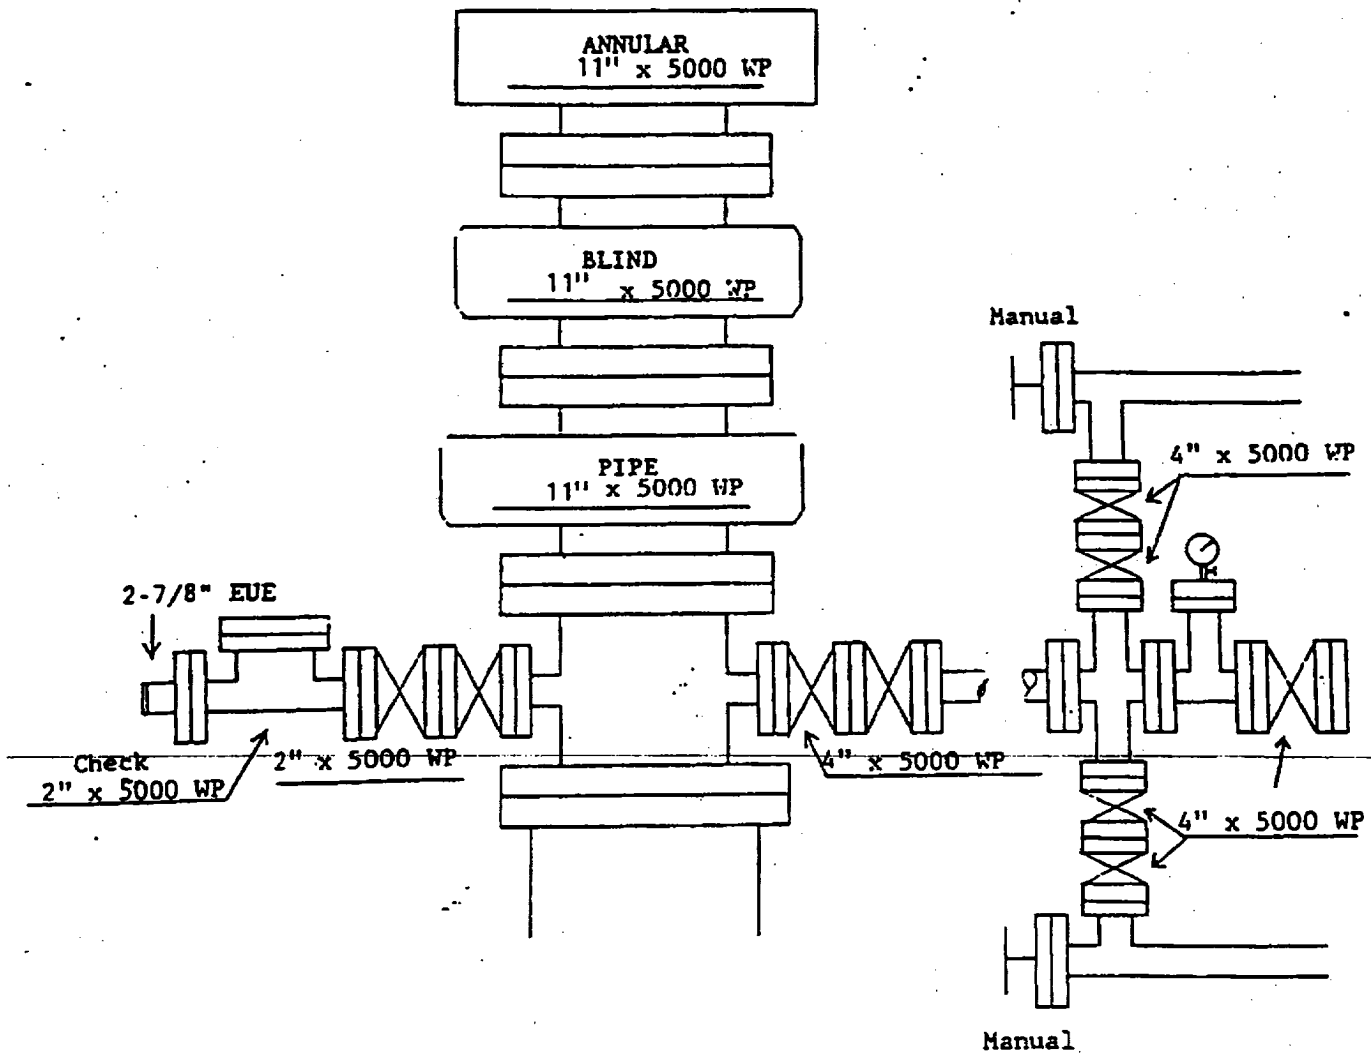 ANNULAR
11" x 5000 WP
BLIND
11" x 5000 WP
Manual
PIPE
11" x 5000 WP
4" x 5000 WP
2-7/8" EUE
Check
2" x 5000 WP
2" x 5000 WP
4" x 5000 WP
4" x 5000 WP
Manual